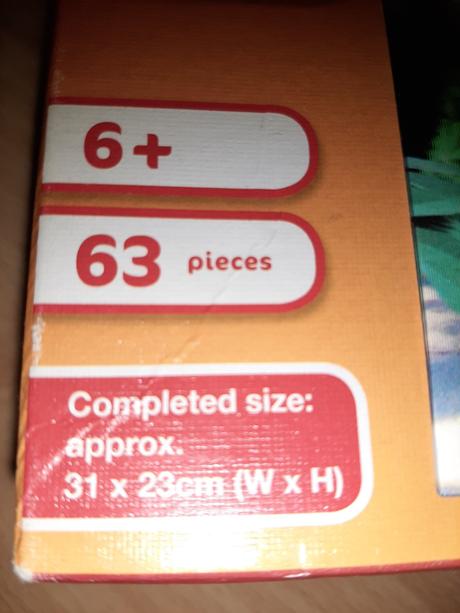 6+
63 pieces
Completed size:
approx.
31 x 23cm (W x H)